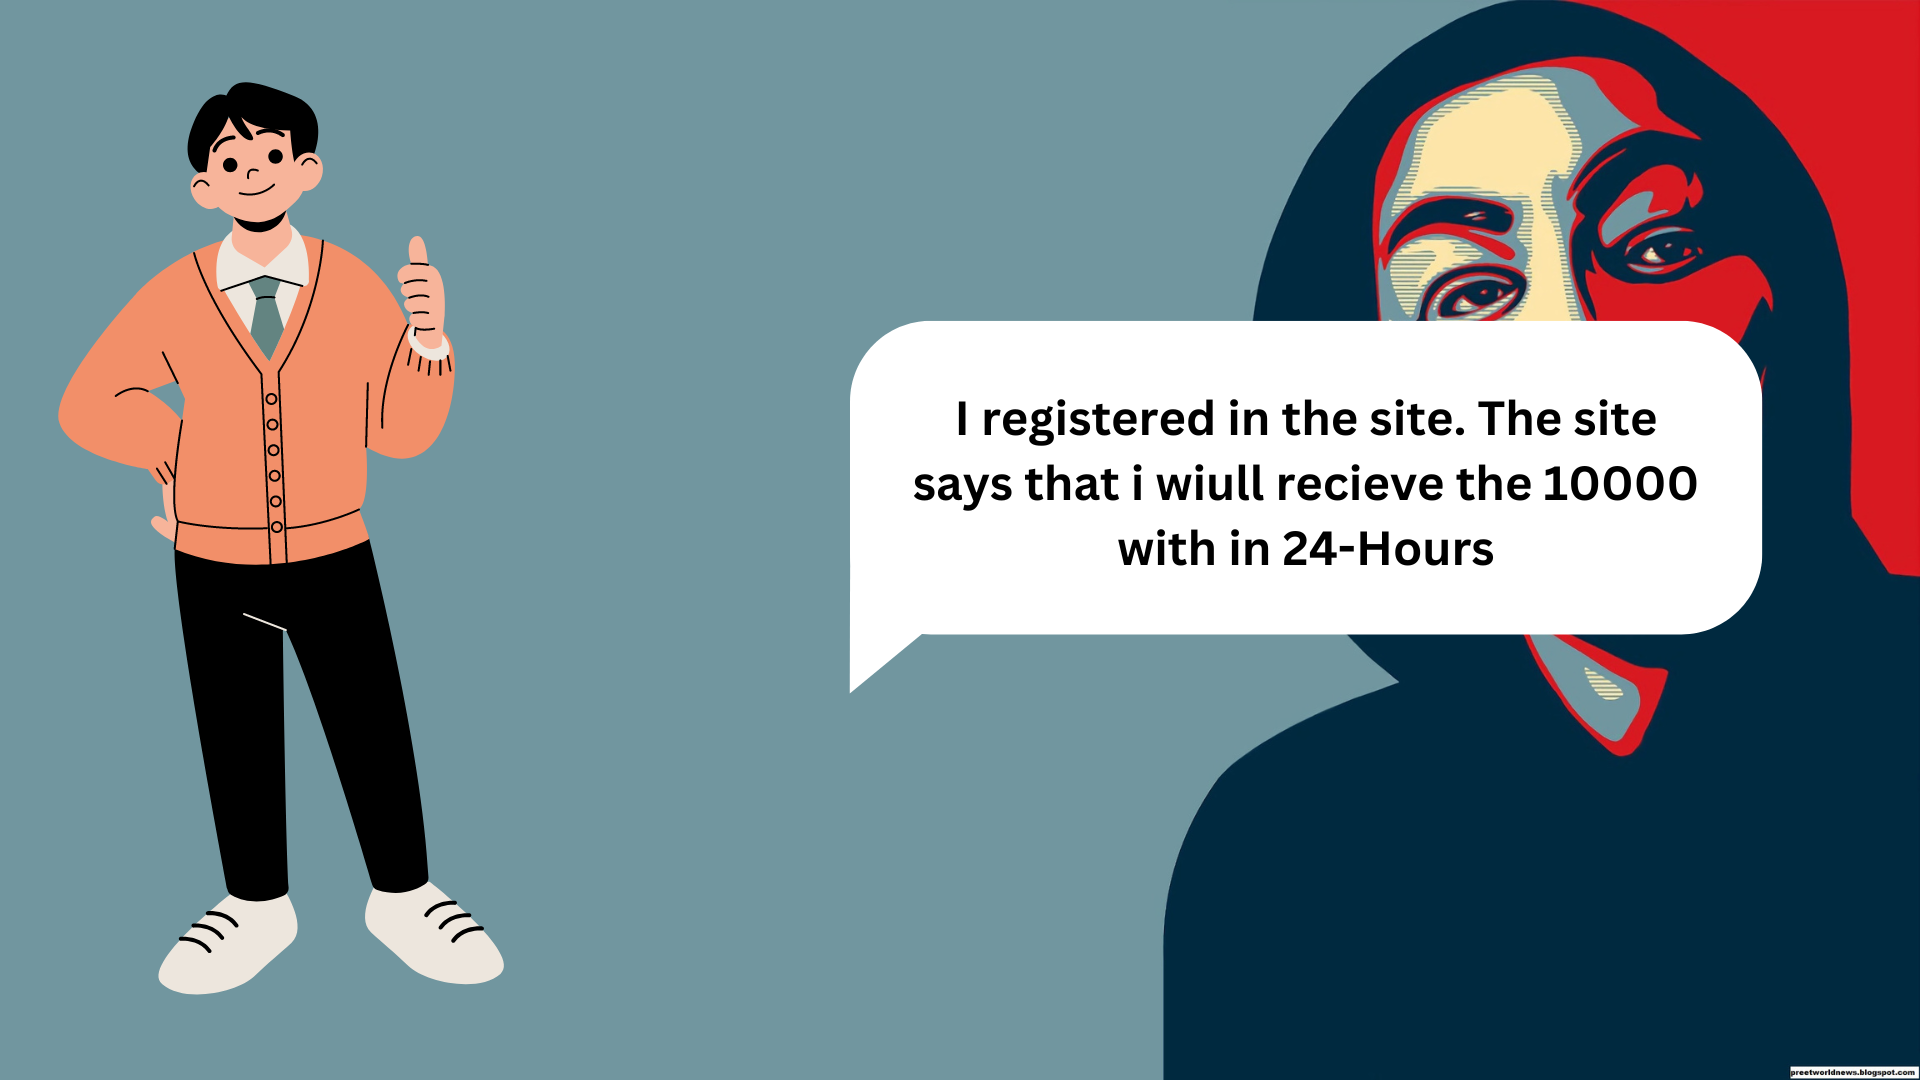 I registered in the site. The site
says that i wiull recieve the 10000
with in 24-Hours
preetworldnews.blogspot.com